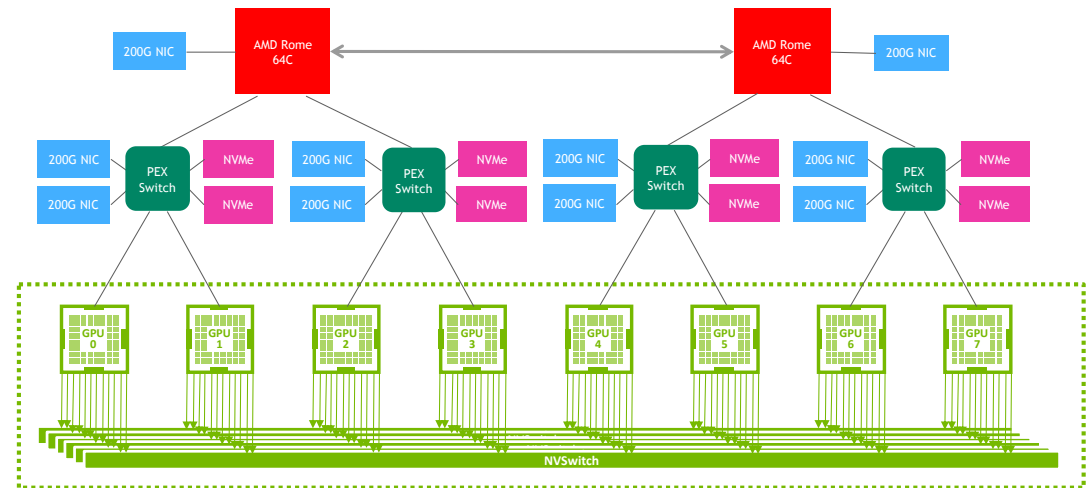 200G NIC
AMD Rome
64C
AMD Rome
64C
200G NIC
200G NIC
200G NIC
PEX
Switch
NVMe
NVMe
200G NIC
200G NIC
PEX
Switch
NVMe
NVMe
200G NIC
200G NIC
PEX
Switch
NVMe
NVMe
200G NIC
200G NIC
PEX
Switch
NVMe
NVMe
GPU
0
GPU
1
GPU
2
GPU
3
GPU
4
GPU
5
GPU
6
GPU
7
NVSwitch